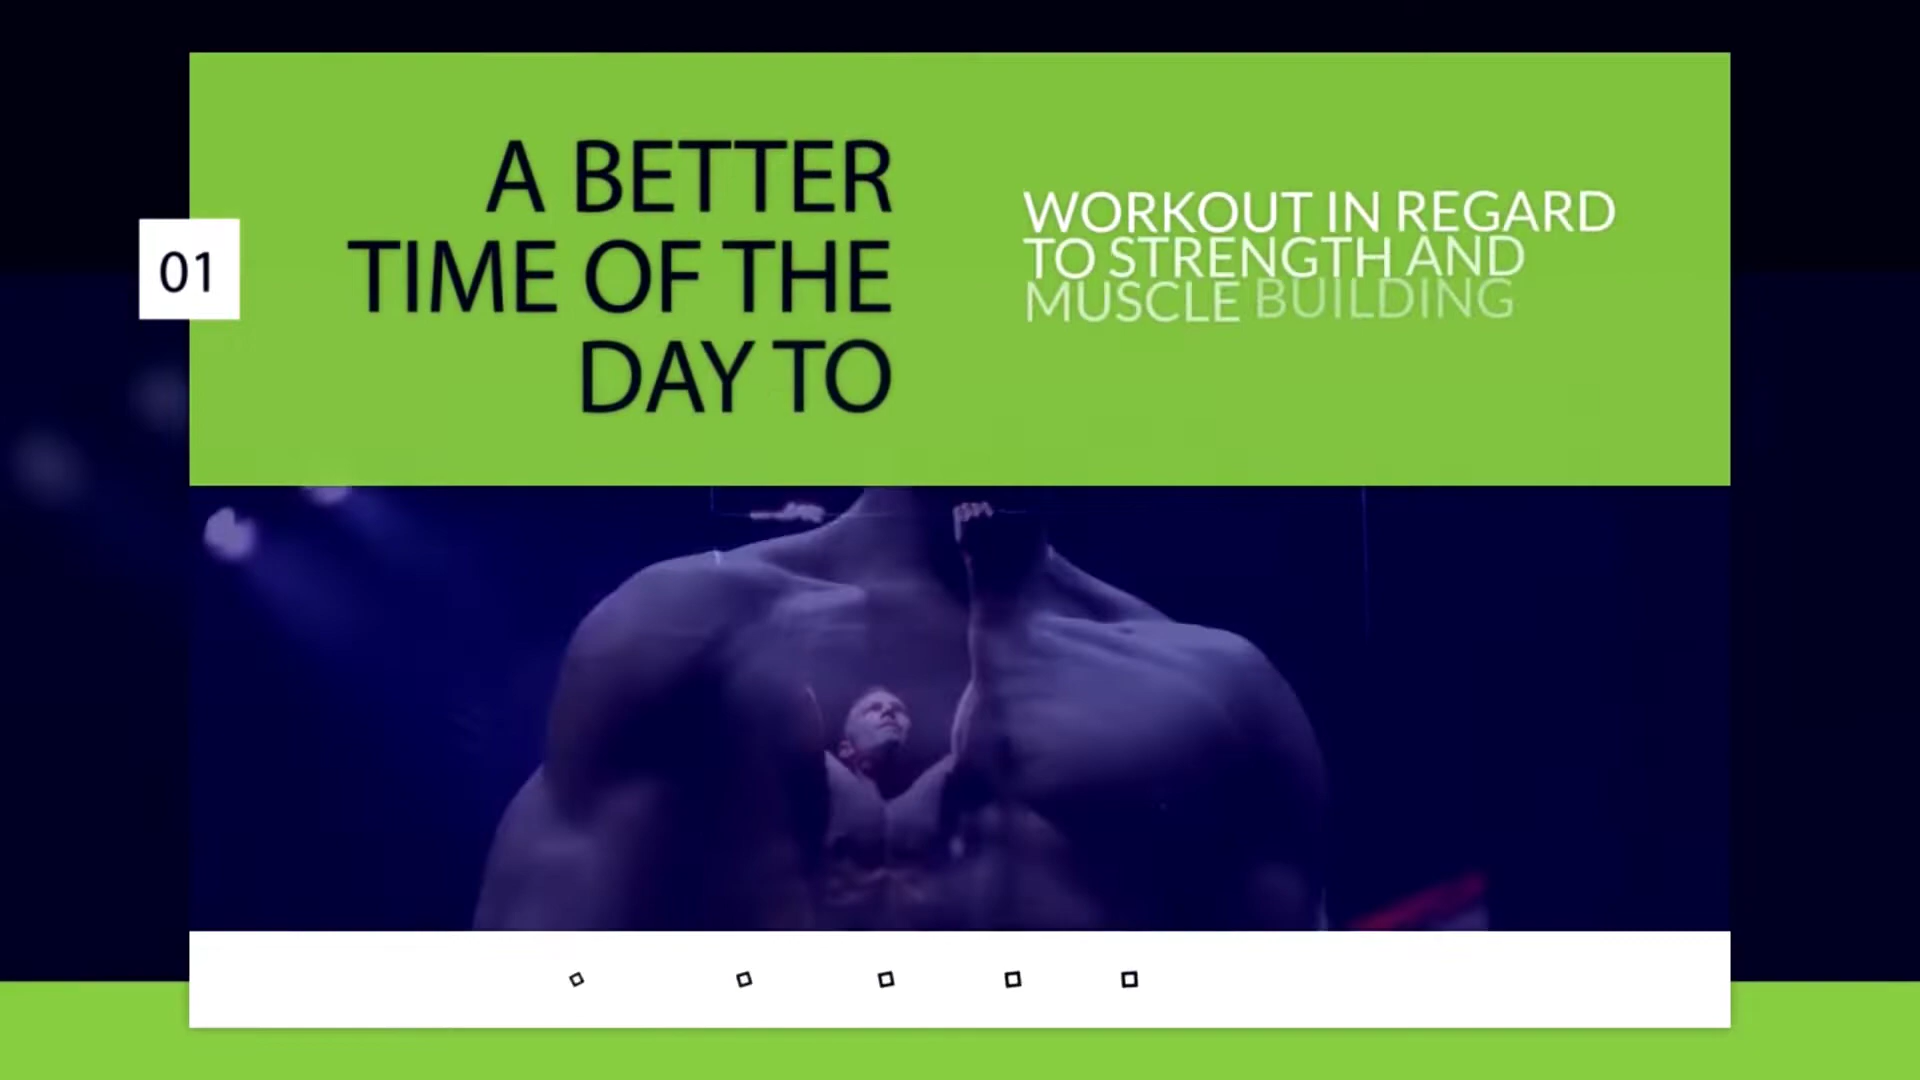 01
A BETTER
TIME OF THE
DAY TO
WORKOUT IN REGARD
TO STRENGTH AND
MUSCLE BUILDING